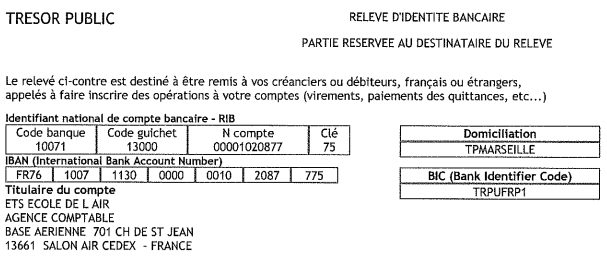 TRESOR PUBLIC
RELEVE D'IDENTITE BANCAIRE
PARTIE RESERVEE AU DESTINATAIRE DU RELEVE
Le relevé ci-contre est destiné à être remis à vos créanciers ou débiteurs, français ou étrangers,
appelés à faire inscrire des opérations à votre comptes (virements, paiements des quittances, etc...)
Identifiant national de compte bancaire - RIB
Code banque Code guichet N compte Clé
10071 13000 00001020877 75
Domiciliation
TPMARSEILLE
IBAN (International Bank Account Number)
FR76 1007 1130 0000 0010 2087 775
BIC (Bank Identifier Code)
TRPUFRP1
Titulaire du compte
ETS ECOLE DE L AIR
AGENCE COMPTABLE
BASE AERIENNE 701 CH DE ST JEAN
13661 SALON AIR CEDEX - FRANCE